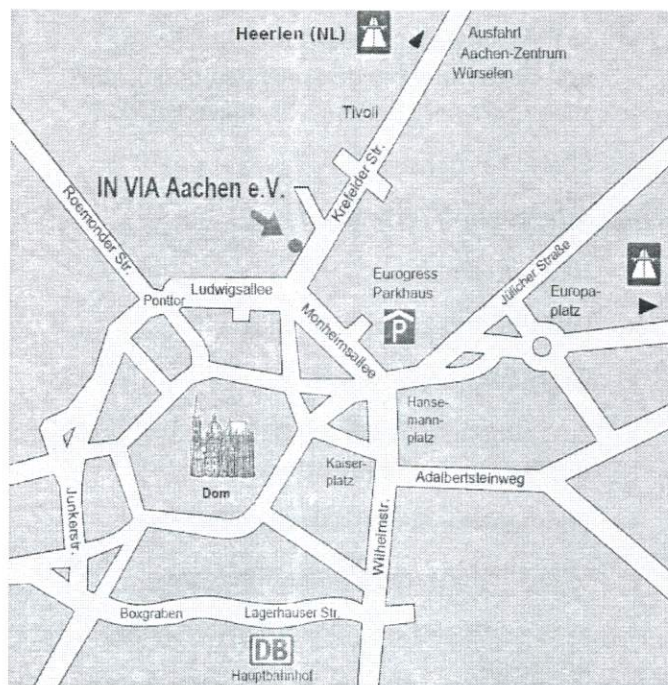 Heerlen (NL)
Ausfahrt
Aachen-Zentrum
Würselen
Tivoli
Krefelder Str.
IN VIA Aachen e.V.
Roemonder Str.
Ludwigsallee
Ponttor
Monheimsallee
Eurogress
Parkhaus
P
Jülicher Straße
Europa-
platz
Hanse-
mann-
platz
Kaiser-
platz
Adalbertsteinweg
Dom
Junkerstr.
Wilhelmstr.
Boxgraben
Lagerhauser Str.
DB
Hauptbahnhof